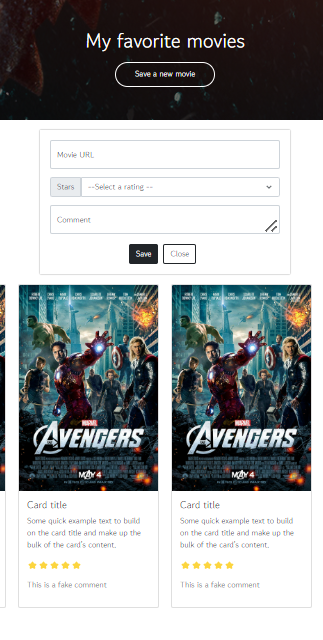 My favorite movies
Save a new movie
Movie URL
Stars
--Select a rating --
Comment
Save
Close
MARVEL
AVENGERS
MAY 4
MARVEL
AVENGERS
MAY 4
Card title
Some quick example text to build
on the card title and make up the
bulk of the card's content.
This is a fake comment
Card title
Some quick example text to build
on the card title and make up the
bulk of the card's content.
This is a fake comment